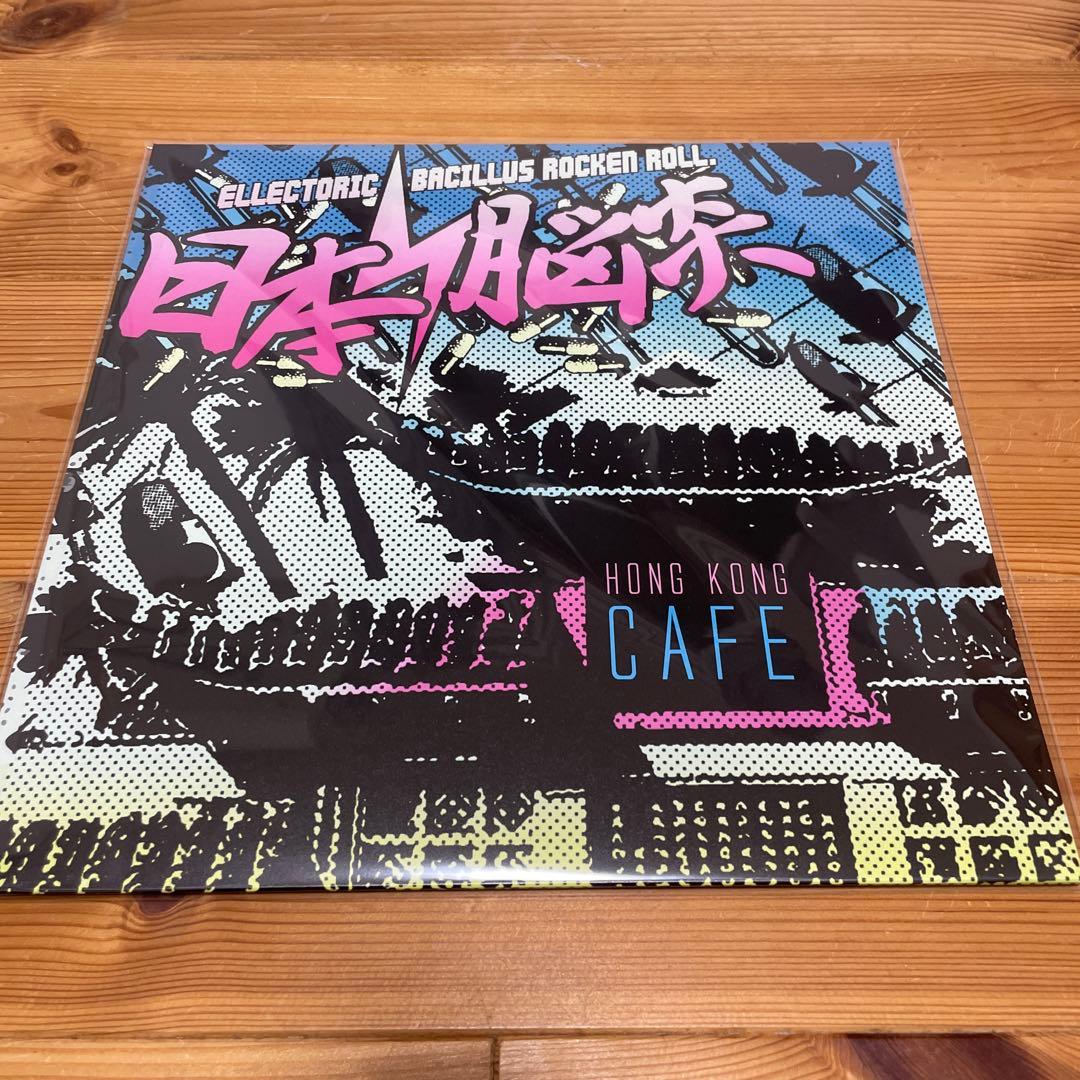 ELLECTORIC BACILLUS ROCKEN ROLL.
日本脳炎
HONG KONG
CAFE